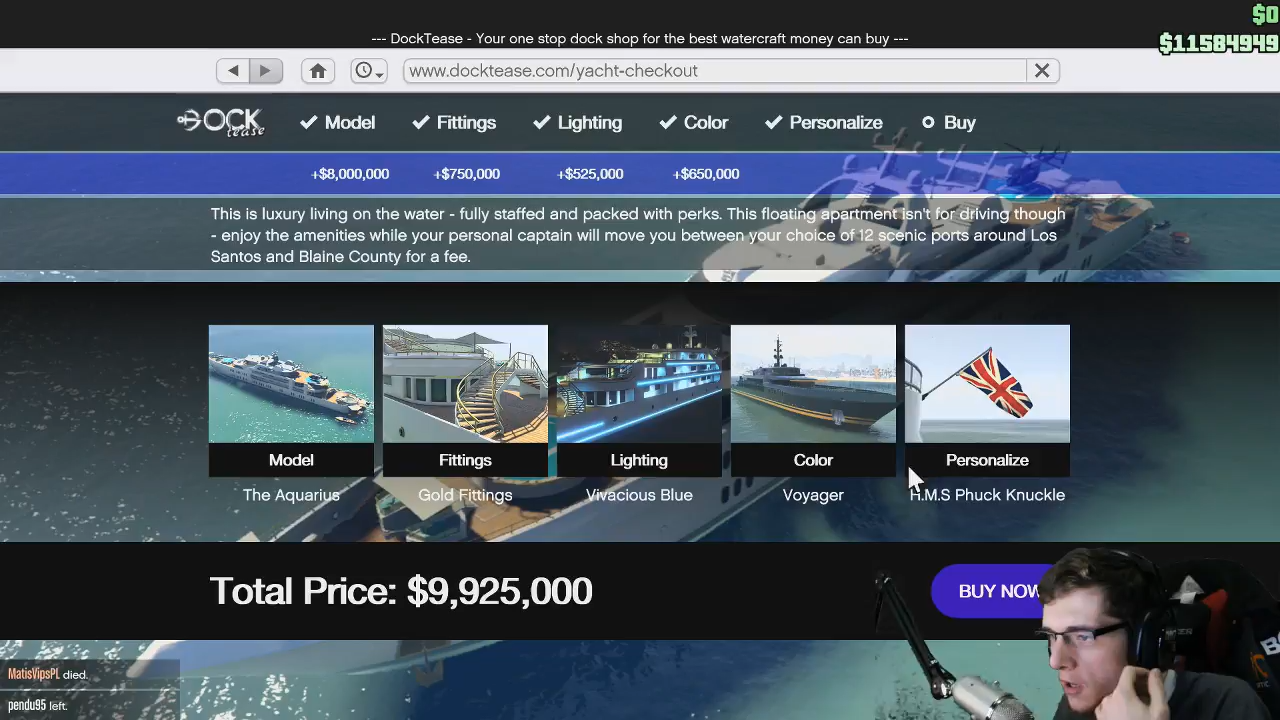 $0
--- DockTease - Your one stop dock shop for the best watercraft money can buy ---
$11584949
www.docktease.com/yacht-checkout
DOCK tease
Model Fittings Lighting Color Personalize Buy
+$8,000,000 +$750,000 +$525,000 +$650,000
This is luxury living on the water - fully staffed and packed with perks. This floating apartment isn't for driving though
- enjoy the amenities while your personal captain will move you between your choice of 12 scenic ports around Los
Santos and Blaine County for a fee.
Model Fittings Lighting Color Personalize
The Aquarius Gold Fittings Vivacious Blue Voyager H.M.S Phuck Knuckle
Total Price: $9,925,000
BUY NOW
MatisVipsPL died.
pendu95 left.